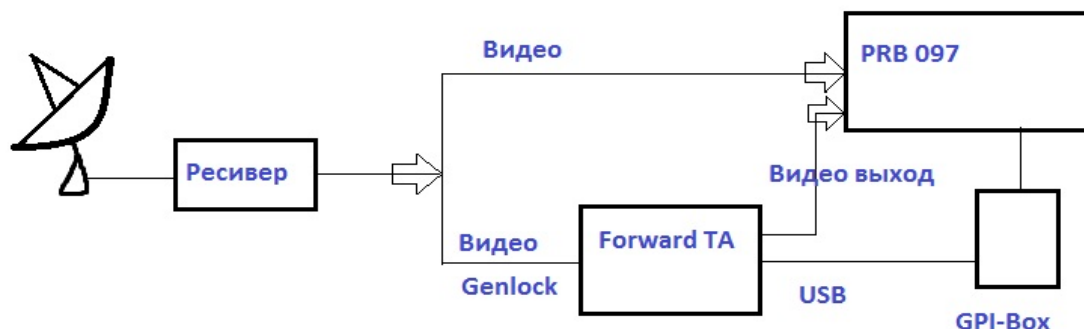 Видео
PRB 097
Ресивер
Видео выход
Видео
Genlock
Forward TA
USB
GPI-Box